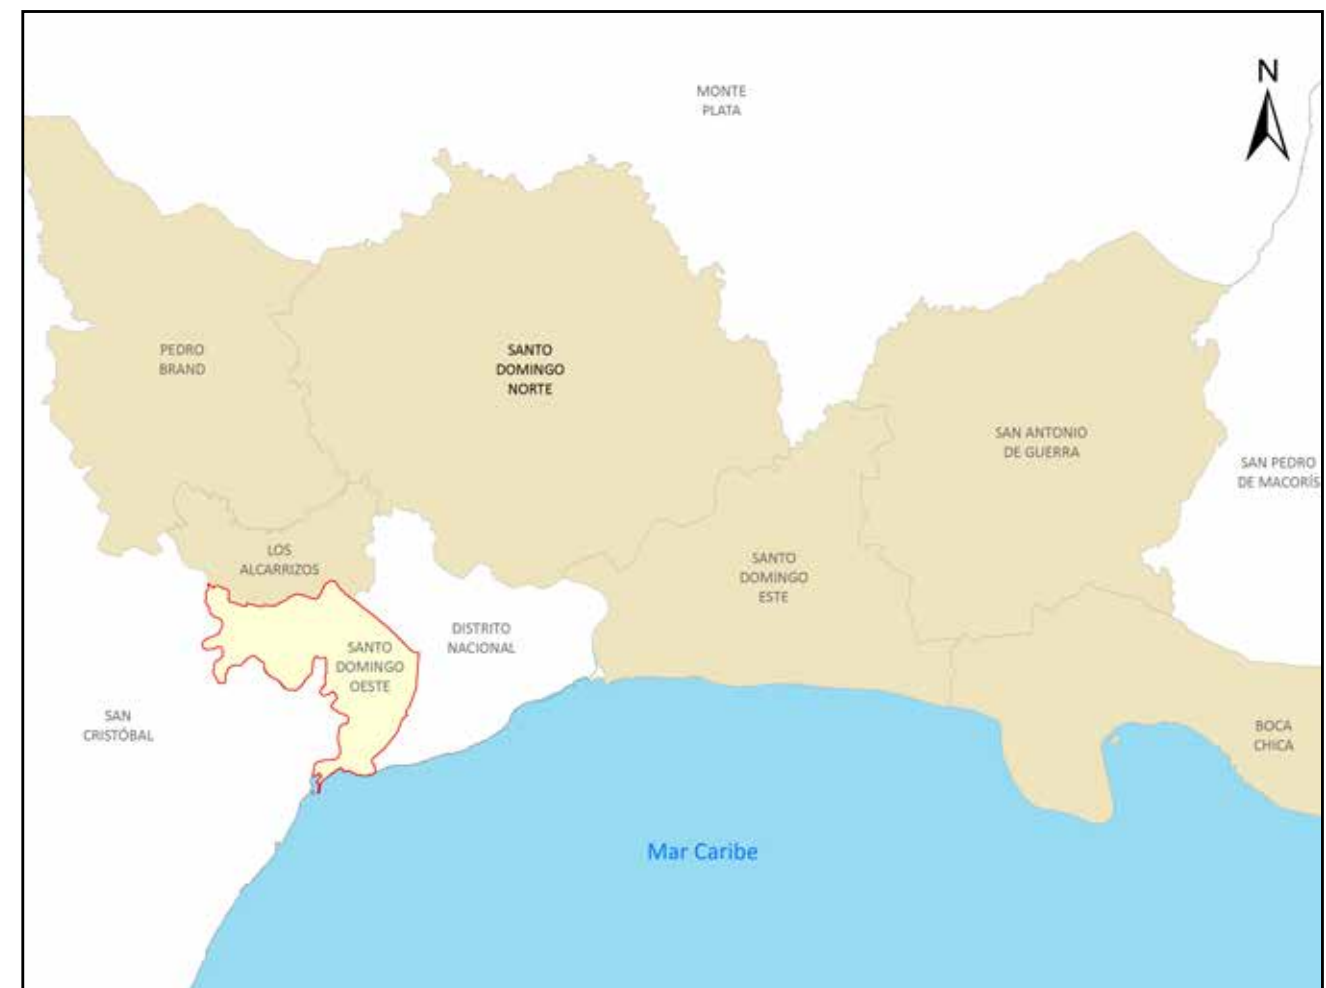 N
MONTE
PLATA
PEDRO
BRAND
SANTO
DOMINGO
NORTE
SAN ANTONIO
DE GUERRA
SAN PEDRO
DE MACORÍS
LOS
ALCARRIZOS
SANTO
DOMINGO
ESTE
DISTRITO
NACIONAL
SANTO
DOMINGO
OESTE
SAN
CRISTÓBAL
BOCA
CHICA
Mar Caribe